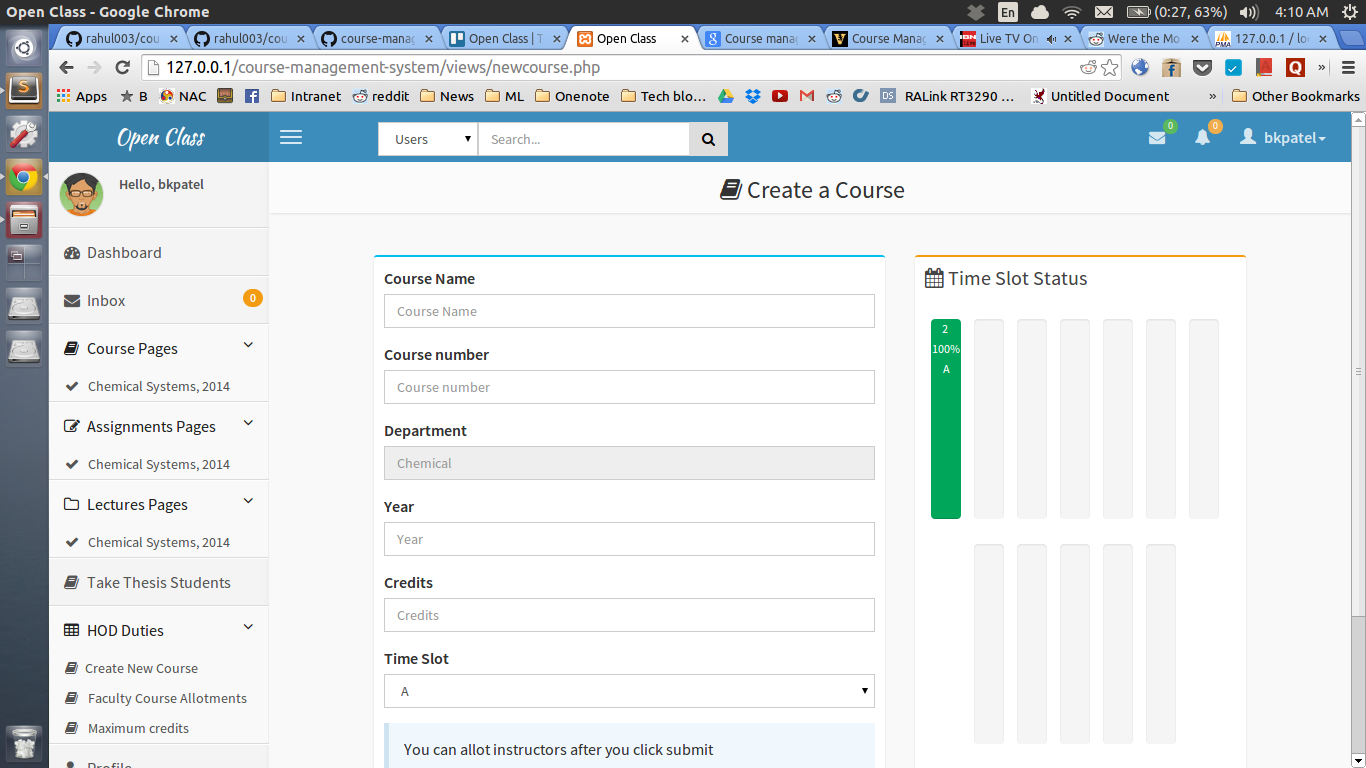 Open Class - Google Chrome
En
(0:27, 63%)
4:10 AM
rahul003/cou
rahul003/cou
course-manag
Open Class | T
Open Class
Course manag
Course Manag
Live TV On
Were the Mo
127.0.0.1 / loc
127.0.0.1/course-management-system/views/newcourse.php
Apps
B
NAC
Intranet
reddit
News
ML
Onenote
Tech blo...
DS
RALink RT3290 ...
Untitled Document
»
Other Bookmarks
Open Class
Users
Search...
0
0
bkpatel
Hello, bkpatel
Create a Course
Dashboard
Inbox
0
Course Pages
Chemical Systems, 2014
Assignments Pages
Chemical Systems, 2014
Lectures Pages
Chemical Systems, 2014
Take Thesis Students
HOD Duties
Create New Course
Faculty Course Allotments
Maximum credits
Profile
Course Name
Course Name
Course number
Course number
Department
Chemical
Year
Year
Credits
Credits
Time Slot
A
You can allot instructors after you click submit
Time Slot Status
2
100%
A